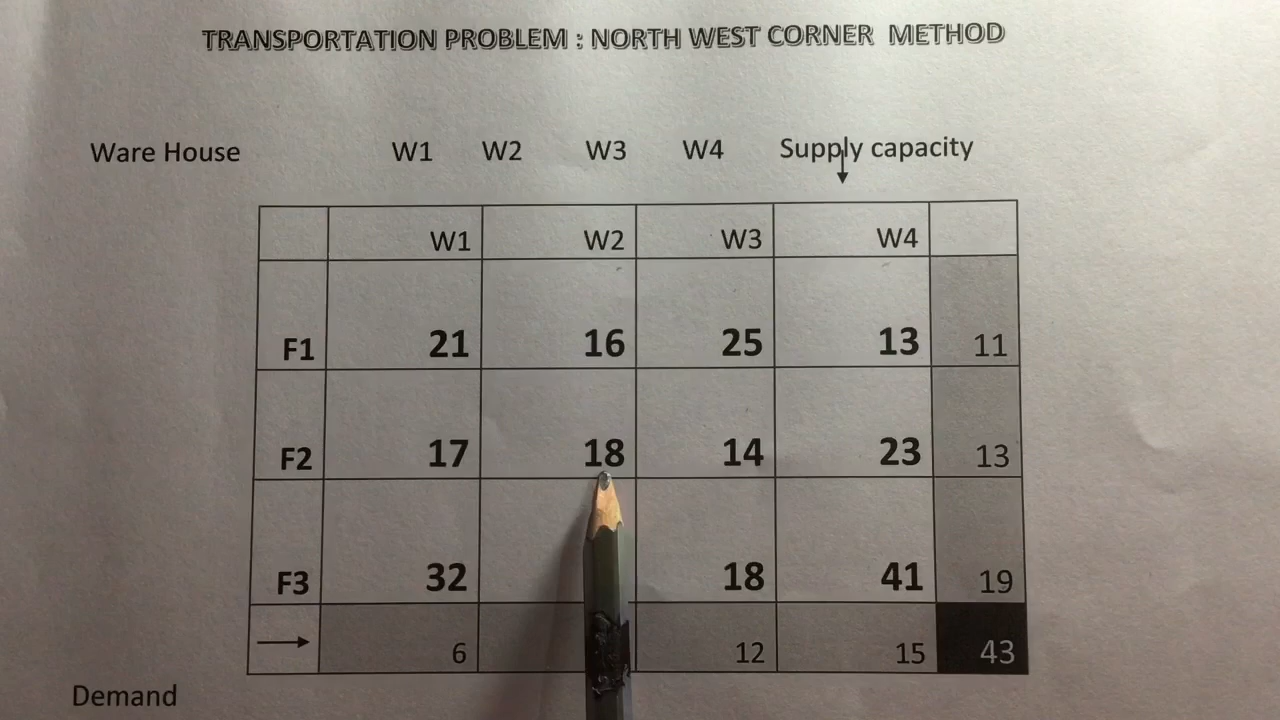 TRANSPORTATION PROBLEM : NORTH WEST CORNER METHOD
Ware House W1 W2 W3 W4 Supply capacity
W1 W2 W3 W4
F1 21 16 25 13 11
F2 17 18 14 23 13
F3 32 18 41 19
6 12 15 43
Demand